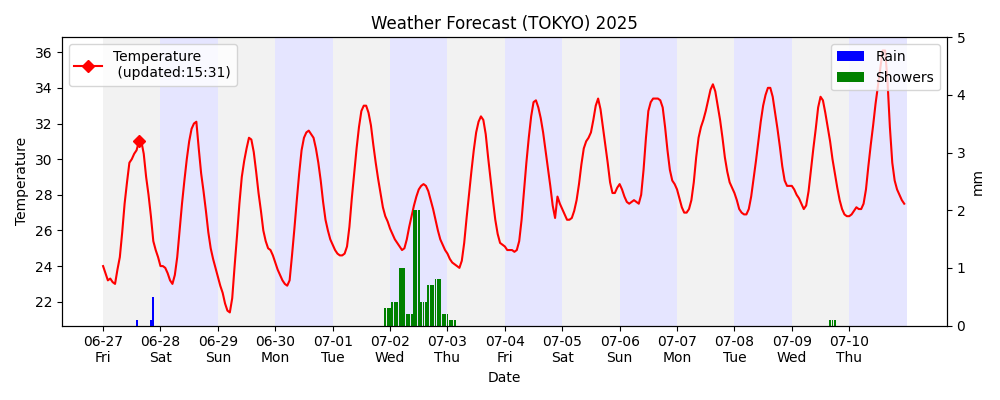 Weather Forecast (TOKYO) 2025
Temperature
(updated:15:31)
Rain
Showers
Temperature
36
34
32
30
28
26
24
22
5
4
3
2
1
0
mm
06-27 06-28 06-29 06-30 07-01 07-02 07-03 07-04 07-05 07-06 07-07 07-08 07-09 07-10
Fri Sat Sun Mon Tue Wed Thu Fri Sat Sun Mon Tue Wed Thu
Date